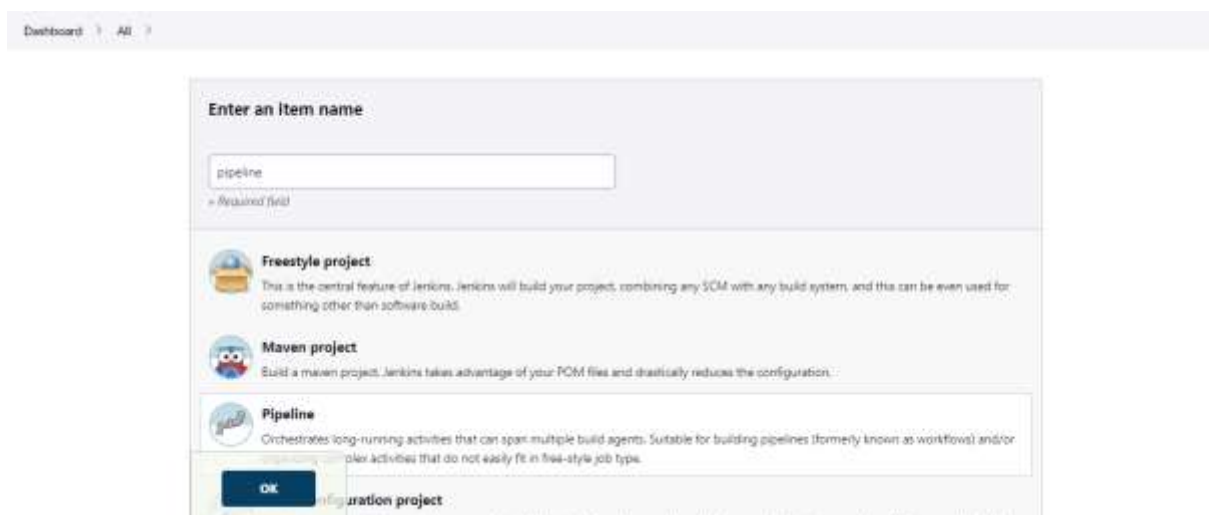 Dashboard > All >
Enter an item name
pipeline
» Required field
Freestyle project
This is the central feature of Jenkins. Jenkins will build your project, combining any SCM with any build system, and this can be even used for
something other than software build.
Maven project
Build a maven project. Jenkins takes advantage of your POM files and drastically reduces the configuration.
Pipeline
Orchestrates long-running activities that can span multiple build agents. Suitable for building pipelines (formerly known as workflows) and/or
activities that do not easily fit in free-style job type.
OK
project